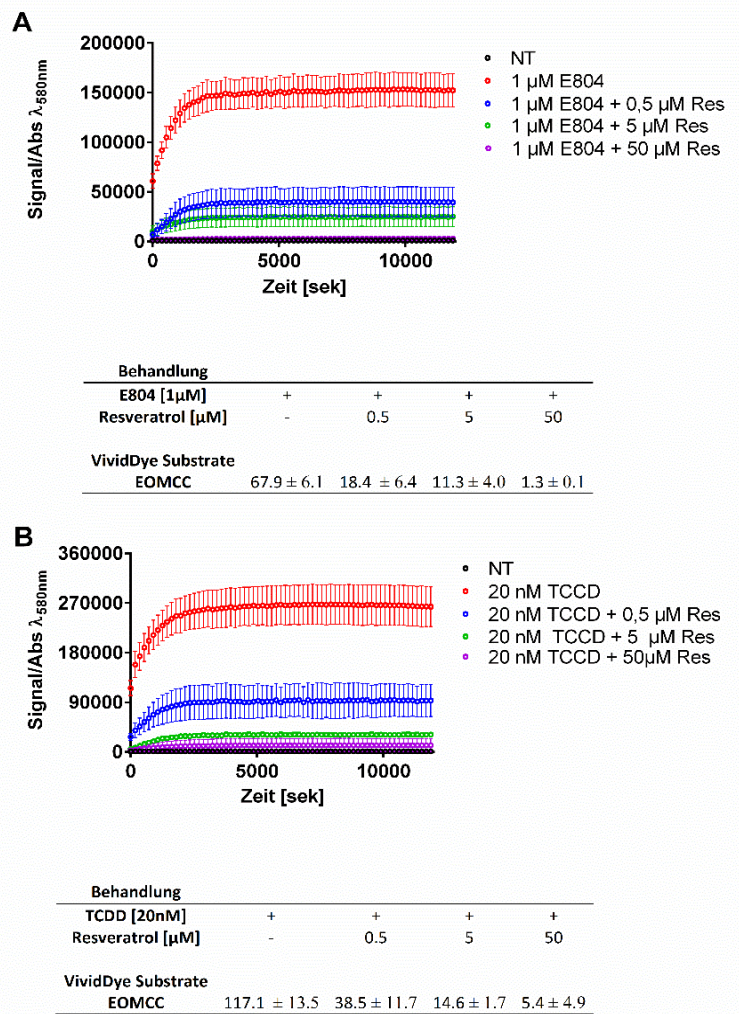 A
200000
150000
100000
50000
0
Signal/Abs λ580nm
0 5000 10000
Zeit [sek]
NT
1 µM E804
1 µM E804 + 0,5 µM Res
1 µM E804 + 5 µM Res
1 µM E804 + 50 µM Res
Behandlung
E804 [1µM] + + + +
Resveratrol [µM] - 0.5 5 50
VividDye Substrate
EOMCC 67.9 ± 6.1 18.4 ± 6.4 11.3 ± 4.0 1.3 ± 0.1
B
360000
270000
180000
90000
0
Signal/Abs λ580nm
0 5000 10000
Zeit [sek]
NT
20 nM TCCD
20 nM TCCD + 0,5 µM Res
20 nM TCCD + 5 µM Res
20 nM TCCD + 50µM Res
Behandlung
TCDD [20nM] + + + +
Resveratrol [µM] - 0.5 5 50
VividDye Substrate
EOMCC 117.1 ± 13.5 38.5 ± 11.7 14.6 ± 1.7 5.4 ± 4.9